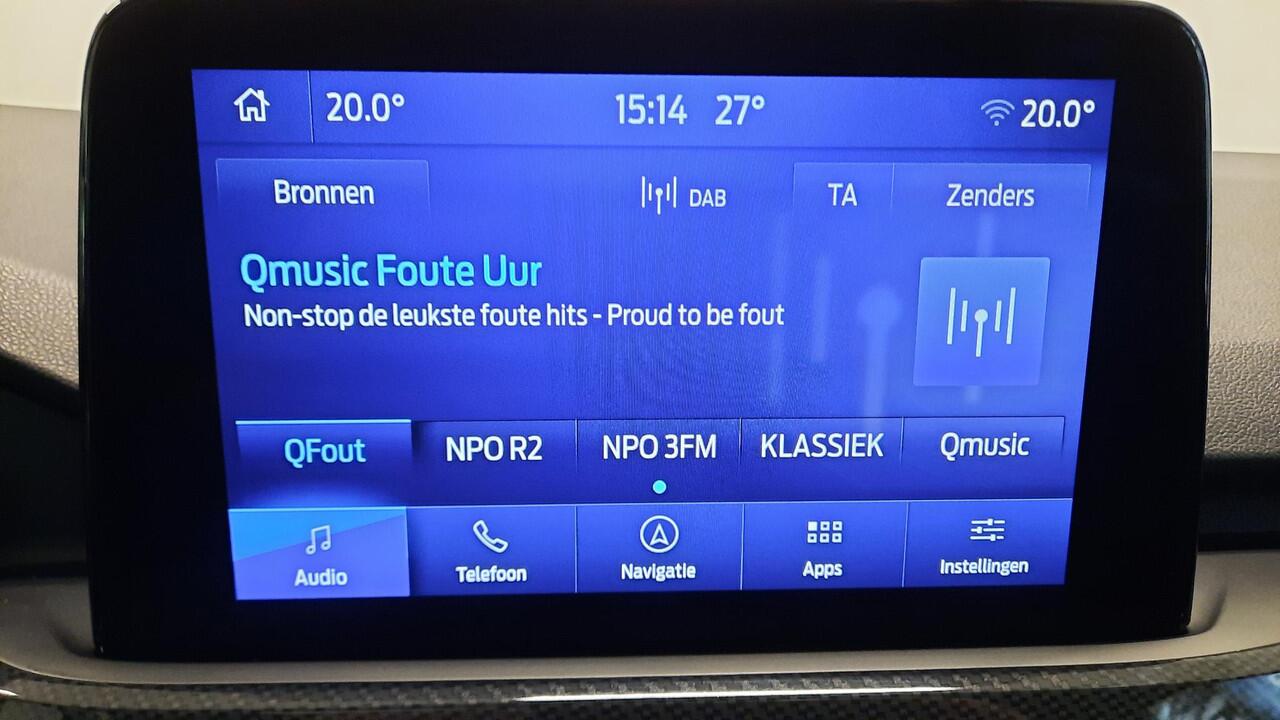 20.0° 15:14 27° 20.0°
Bronnen DAB TA Zenders
Qmusic Foute Uur
Non-stop de leukste foute hits - Proud to be fout
QFout NPO R2 NPO 3FM KLASSIEK Qmusic
Audio Telefoon Navigatie Apps Instellingen